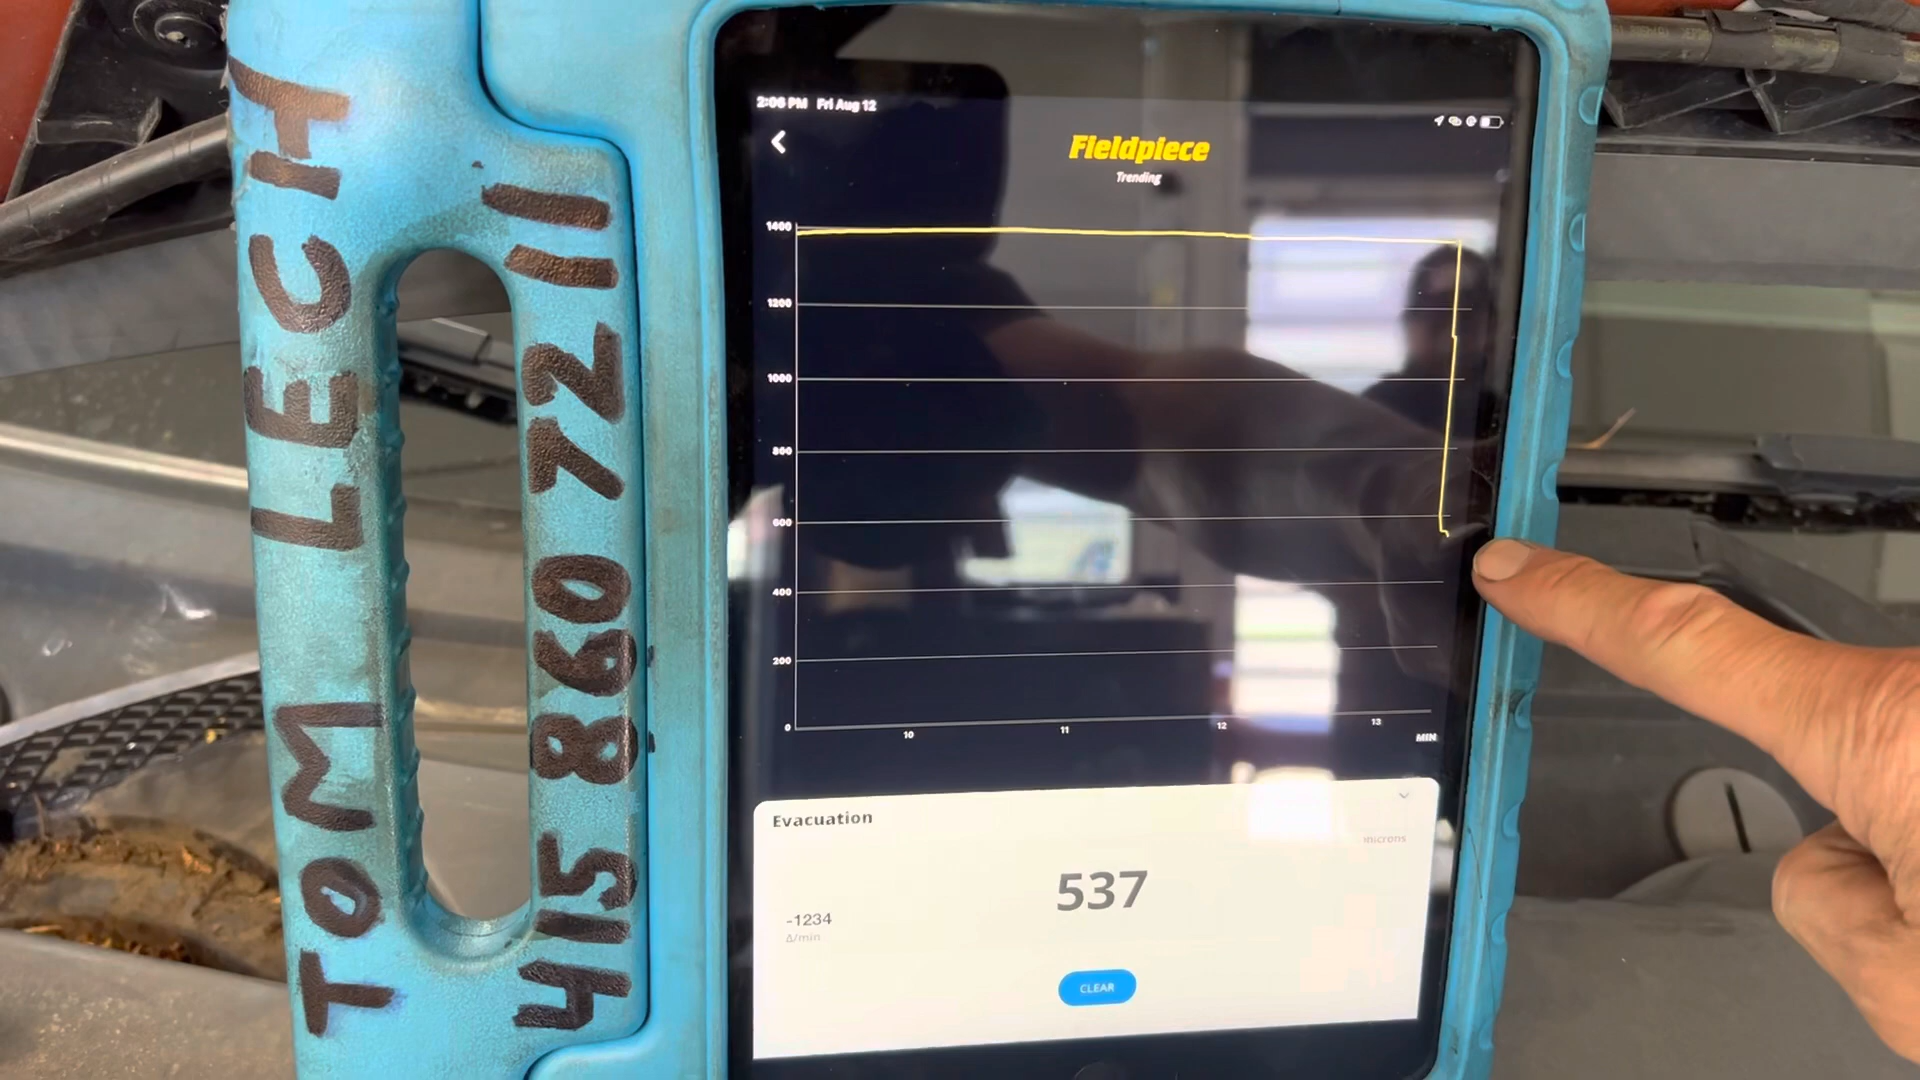 TOM LECH
415 860 7211
2:06 PM Fri Aug 12
Fieldpiece
Trending
1400
1200
1000
800
600
400
200
0
10 11 12 13
MIN
Evacuation
microns
537
-1234
Δ/min
CLEAR